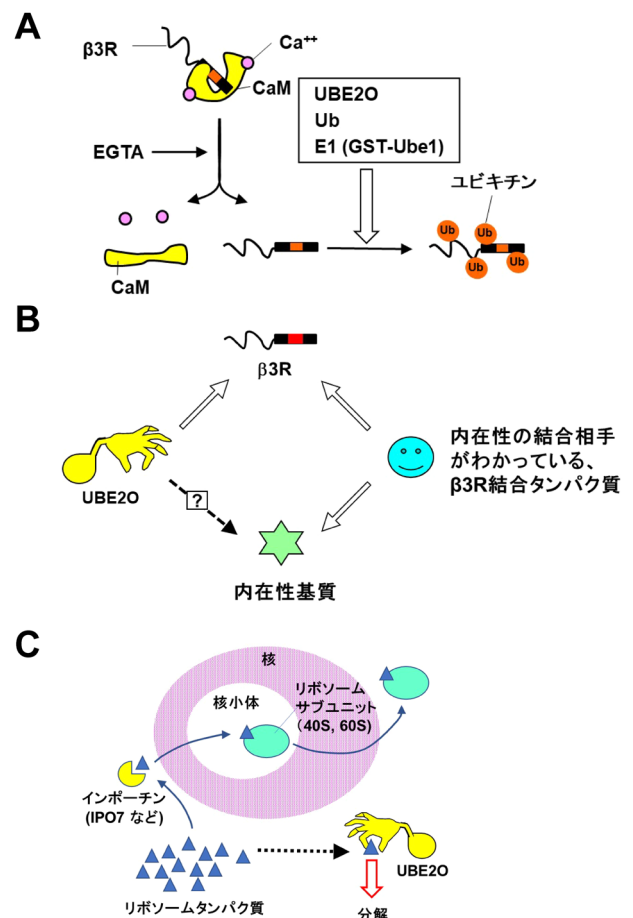 A
β3R
Ca++
CaM
EGTA
UBE2O
Ub
E1 (GST-Ube1)
ユビキチン
CaM
Ub
Ub
Ub
Ub
B
β3R
UBE2O
?
内在性の結合相手
がわかっている、
β3R結合タンパク質
内在性基質
C
核
核小体
リボソーム
サブユニット
(40S, 60S)
インポーチン
(IPO7 など)
リボソームタンパク質
UBE2O
分解